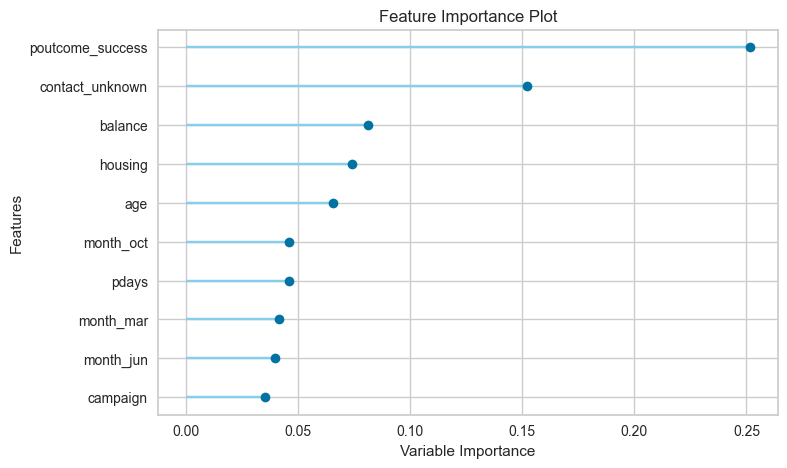 Feature Importance Plot
poutcome_success
contact_unknown
balance
housing
age
month_oct
pdays
month_mar
month_jun
campaign
Features
0.00 0.05 0.10 0.15 0.20 0.25
Variable Importance